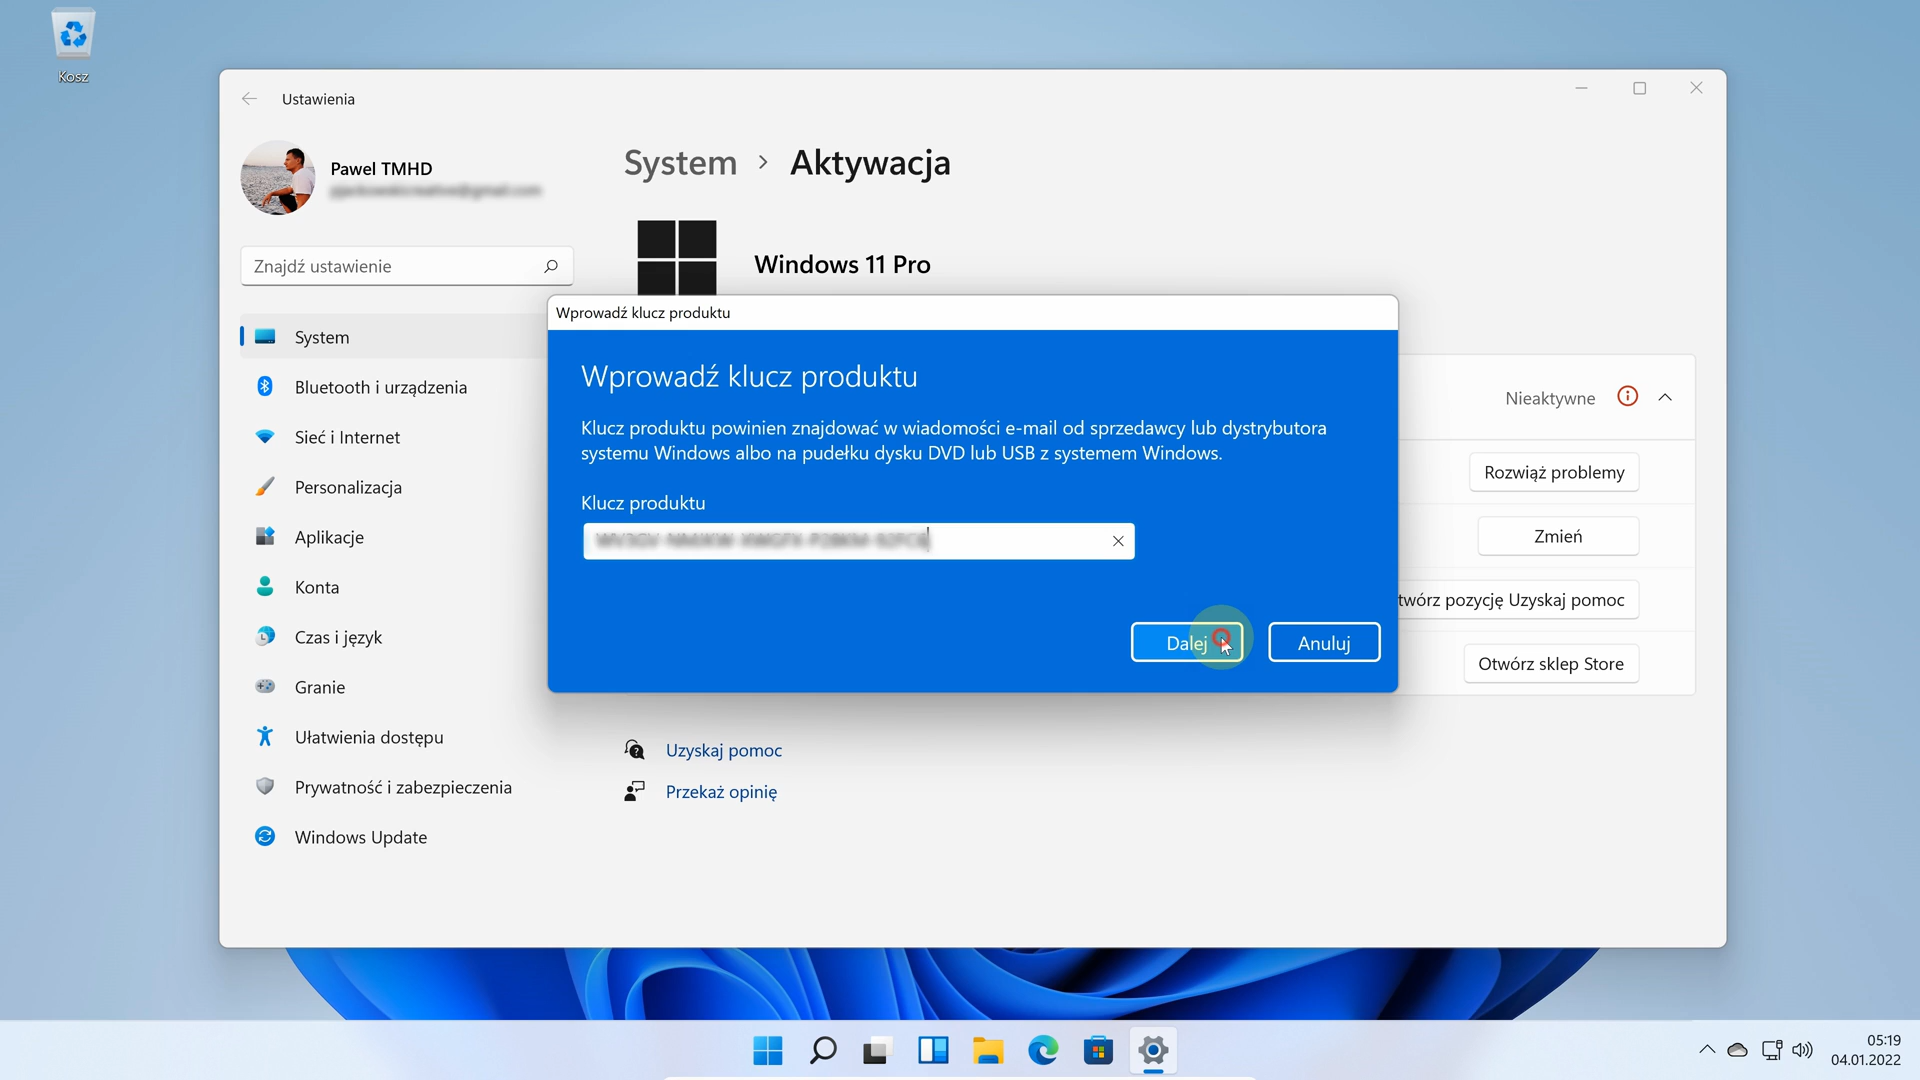 Kosz
Ustawienia
Pawel TMHD
Znajdź ustawienie
System
Bluetooth i urządzenia
Sieć i Internet
Personalizacja
Aplikacje
Konta
Czas i język
Granie
Ułatwienia dostępu
Prywatność i zabezpieczenia
Windows Update
System > Aktywacja
Windows 11 Pro
Wprowadź klucz produktu
Wprowadź klucz produktu
Klucz produktu powinien znajdować w wiadomości e-mail od sprzedawcy lub dystrybutora
systemu Windows albo na pudełku dysku DVD lub USB z systemem Windows.
Klucz produktu
Dalej
Anuluj
Nieaktywne
Rozwiąż problemy
Zmień
twórz pozycję Uzyskaj pomoc
Otwórz sklep Store
Uzyskaj pomoc
Przekaż opinię
05:19
04.01.2022